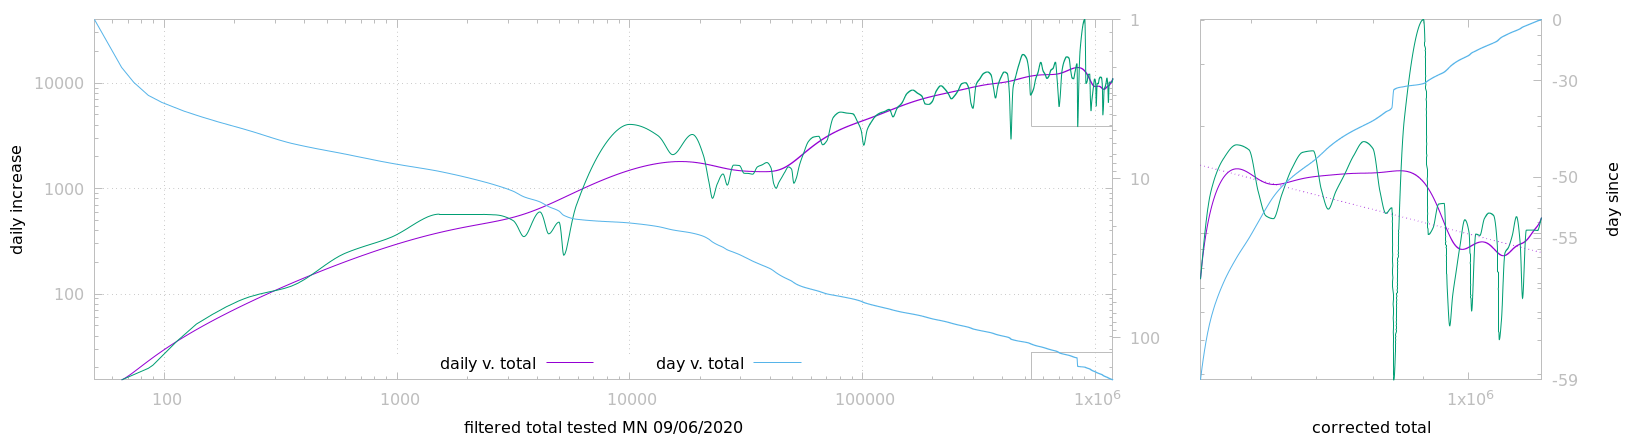 daily increase
10000
1000
100
100
1000
10000
100000
1x10^6
filtered total tested MN 09/06/2020
daily v. total
day v. total
1
10
100
1x10^6
corrected total
0
-30
-50
-55
-59
day since